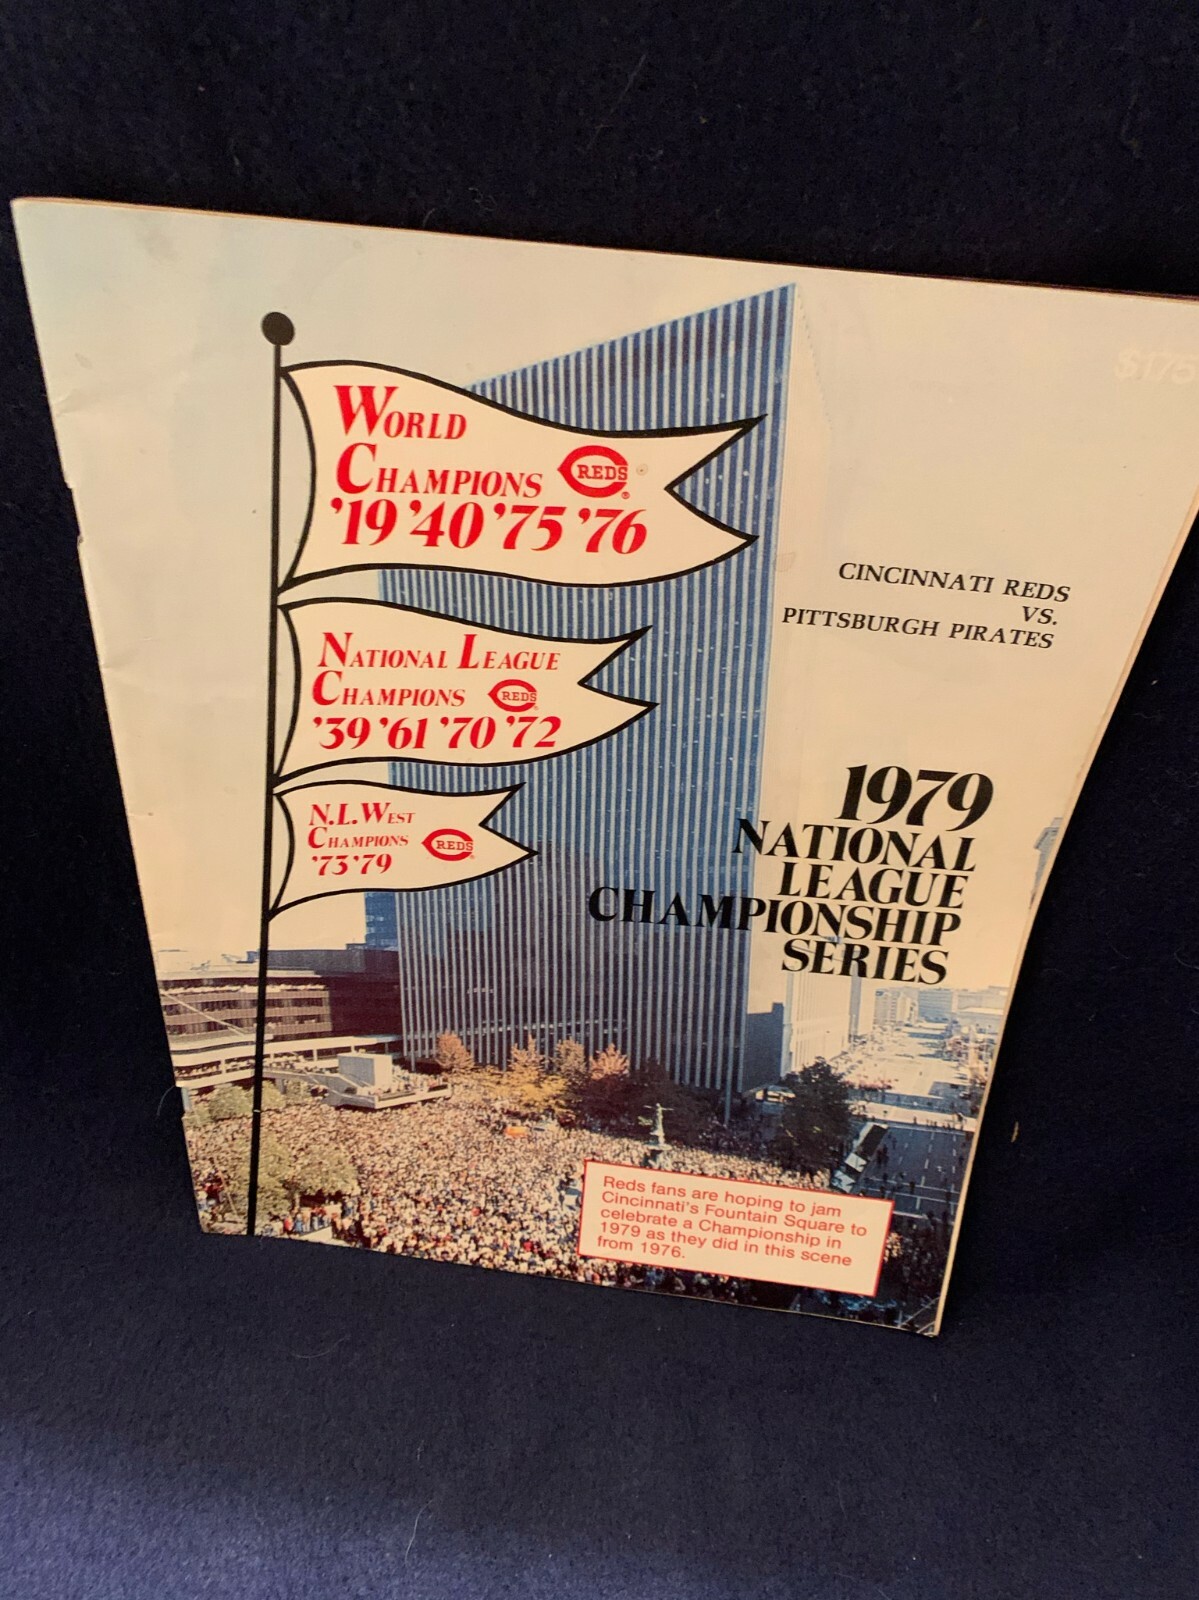 WORLD
CHAMPIONS REDS
'19 '40 '75 '76
NATIONAL LEAGUE
CHAMPIONS REDS
'39 '61 '70 '72
N.L. WEST
CHAMPIONS REDS
'73 '79
$1.75
CINCINNATI REDS
VS.
PITTSBURGH PIRATES
1979
NATIONAL
LEAGUE
CHAMPIONSHIP
SERIES
Reds fans are hoping to jam
Cincinnati's Fountain Square to
celebrate a Championship in
1979 as they did in this scene
from 1976.